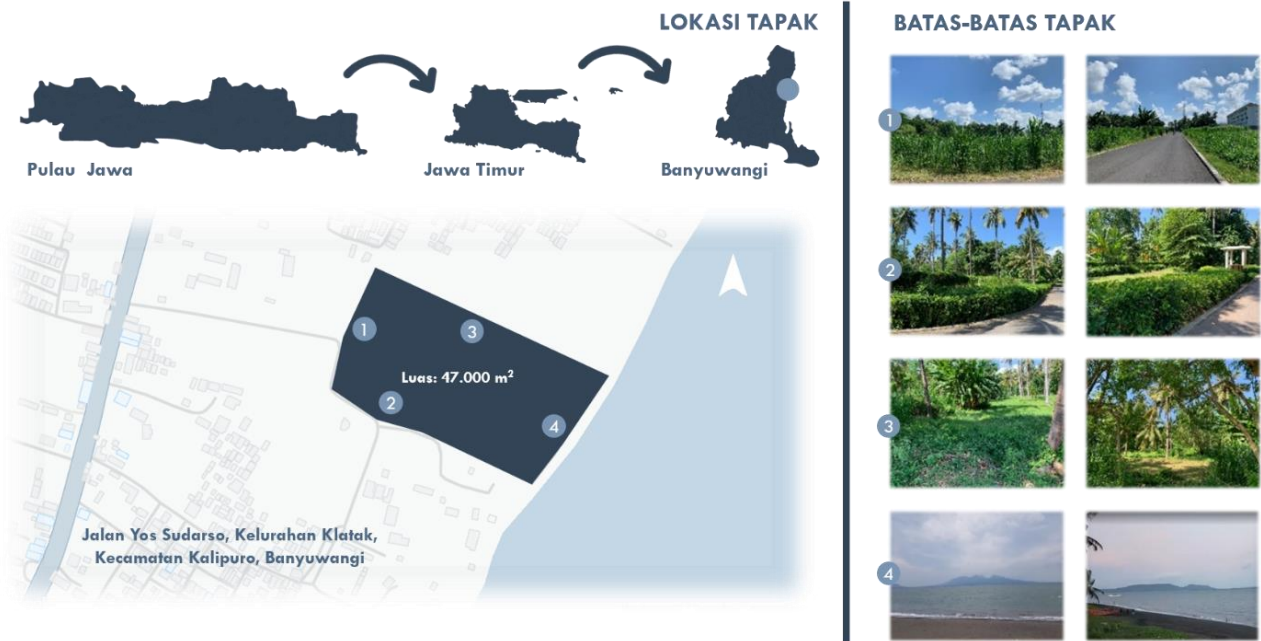 LOKASI TAPAK
Pulau Jawa
Jawa Timur
Banyuwangi
1
3
Luas: 47.000 m²
2
4
Jalan Yos Sudarso, Kelurahan Klatak,
Kecamatan Kalipuro, Banyuwangi
BATAS-BATAS TAPAK
1
2
3
4